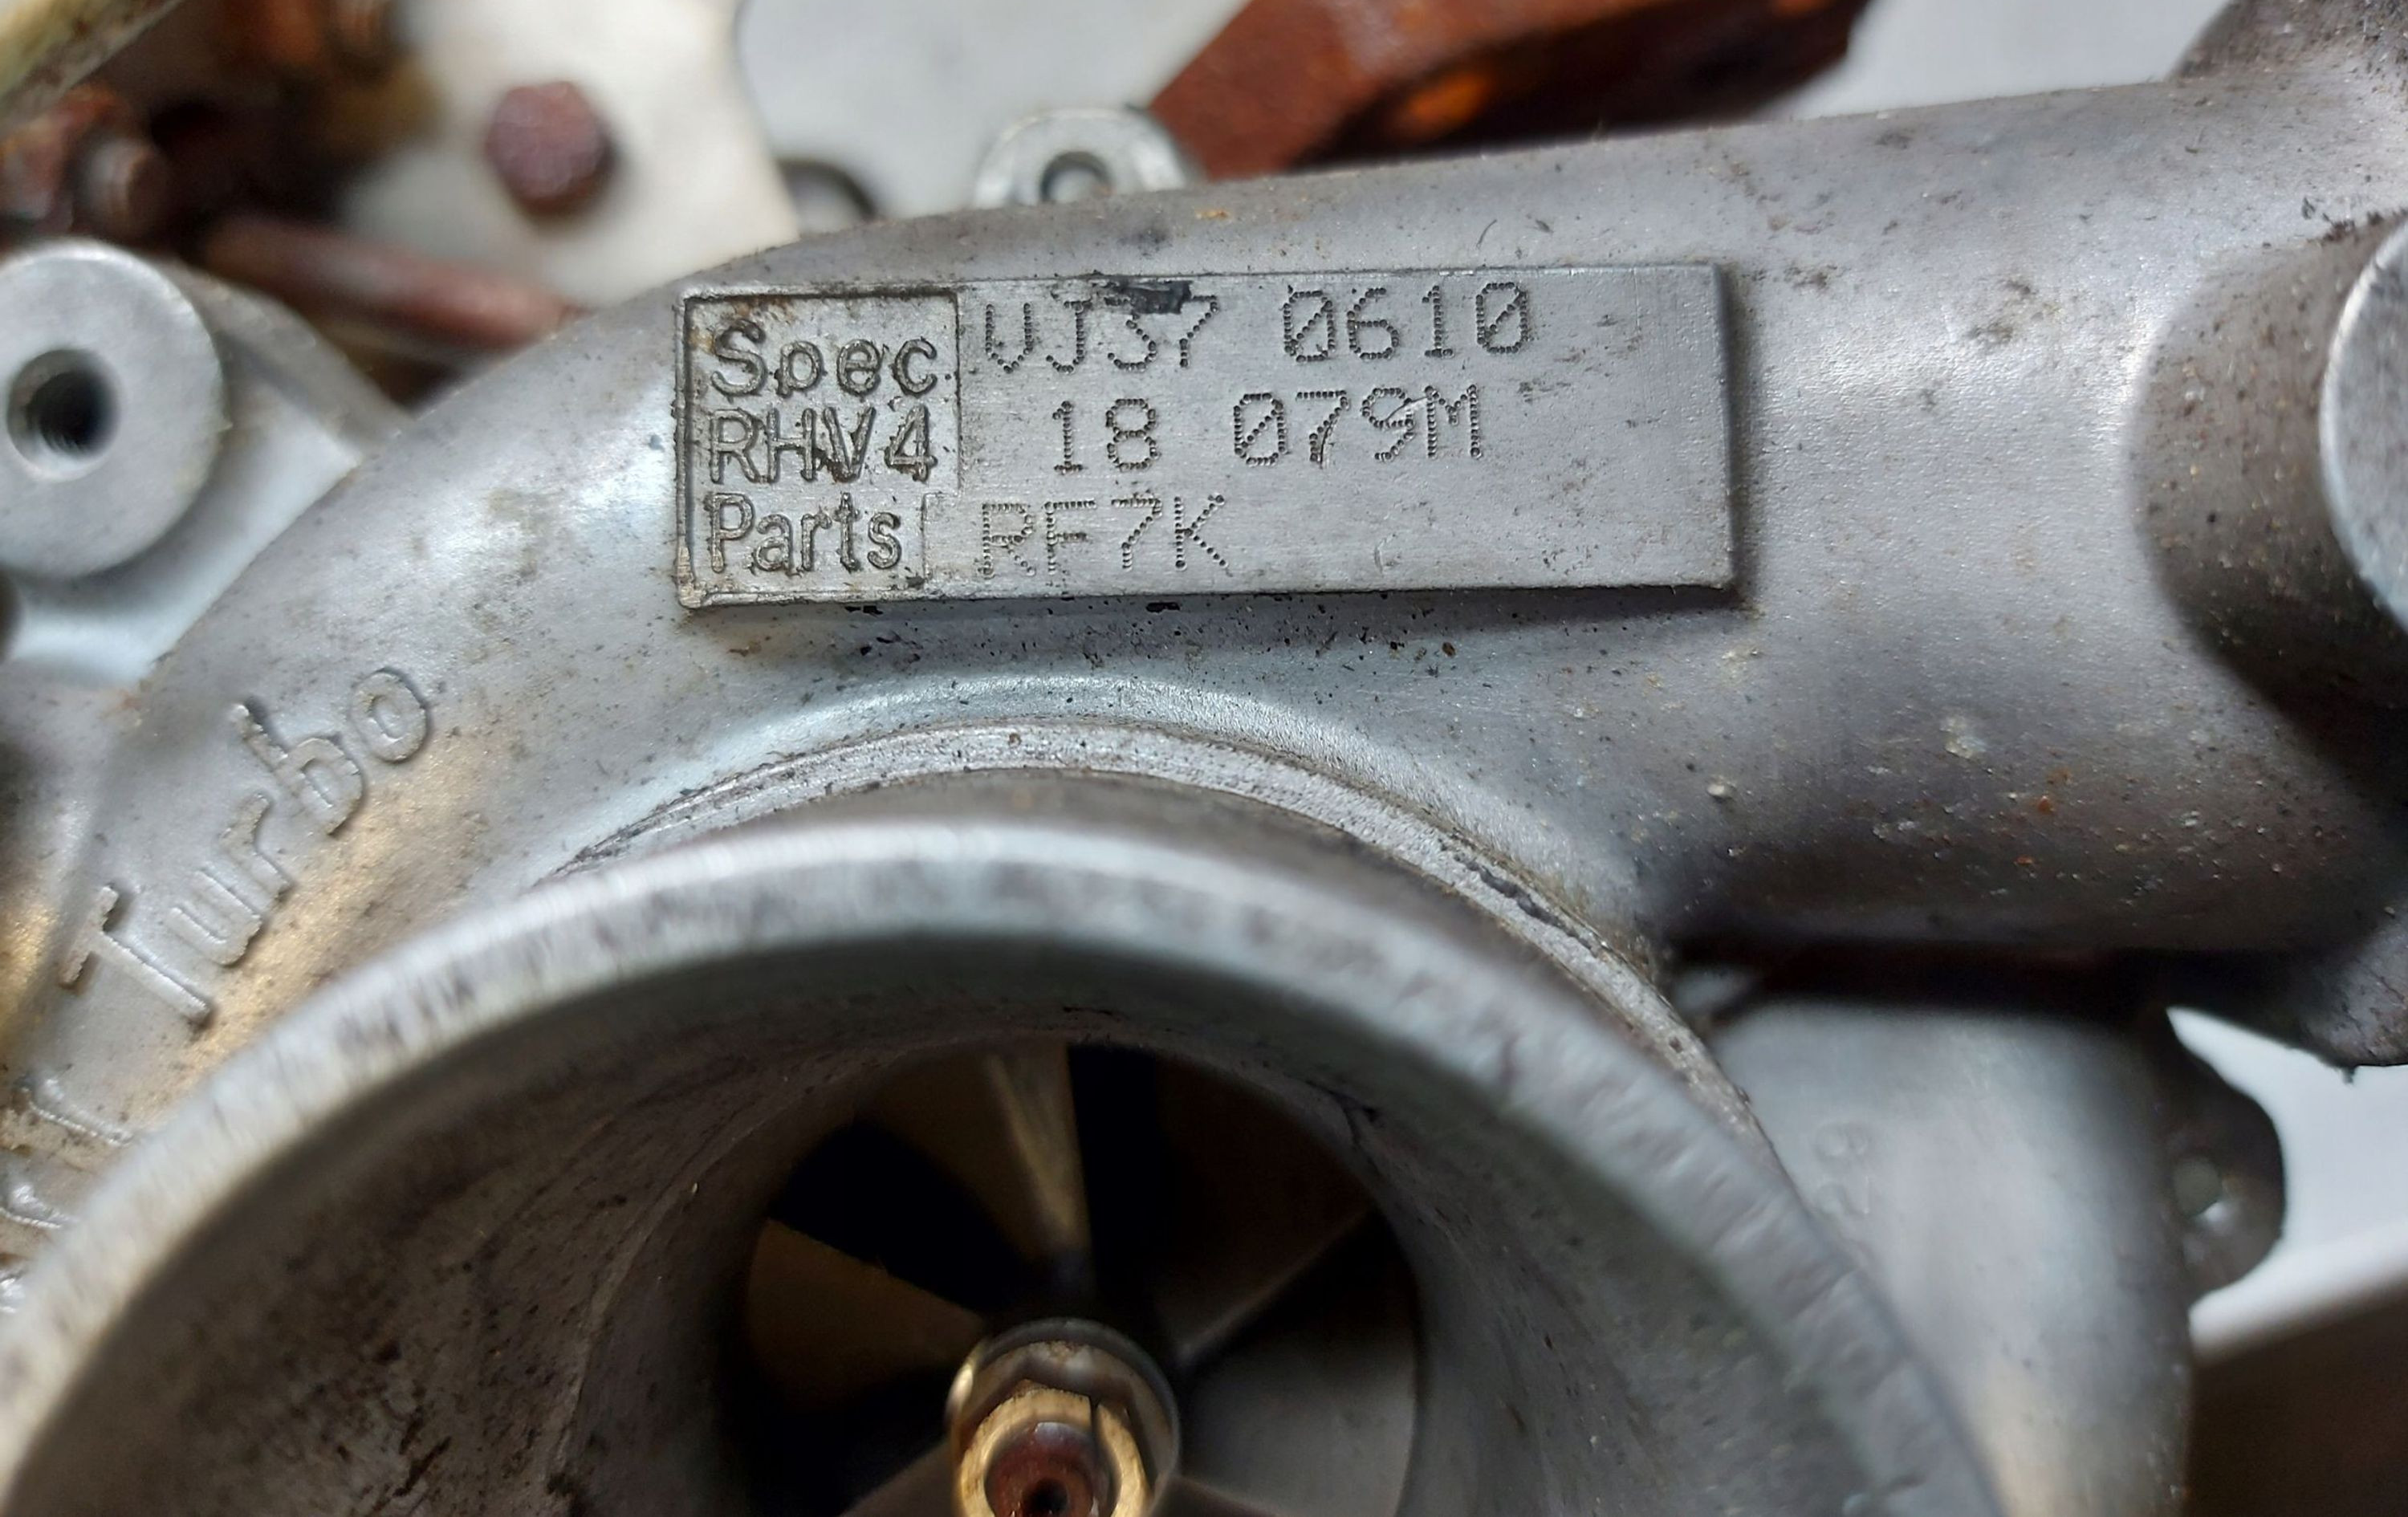 Spec VJ37 0610
RHV4 18 079M
Parts RF7K
Turbo